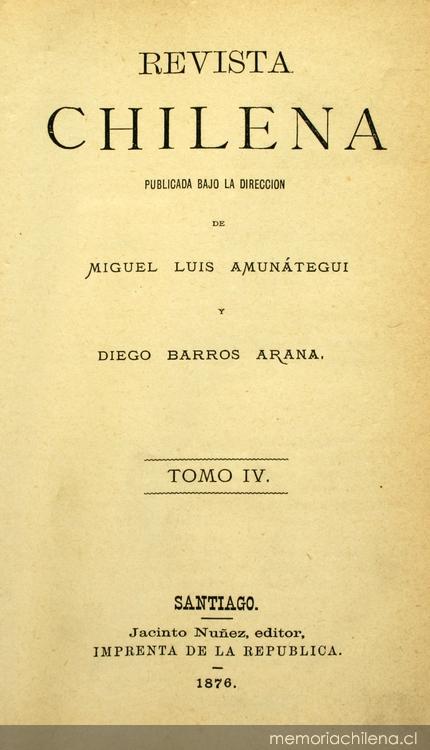 REVISTA
CHILENA
PUBLICADA BAJO LA DIRECCION
DE
MIGUEL LUIS AMUNÁTEGUI
Y
DIEGO BARROS ARANA.
TOMO IV.
SANTIAGO.
Jacinto Nuñez, editor,
IMPRENTA DE LA REPUBLICA.
1876.
memoriachilena.cl